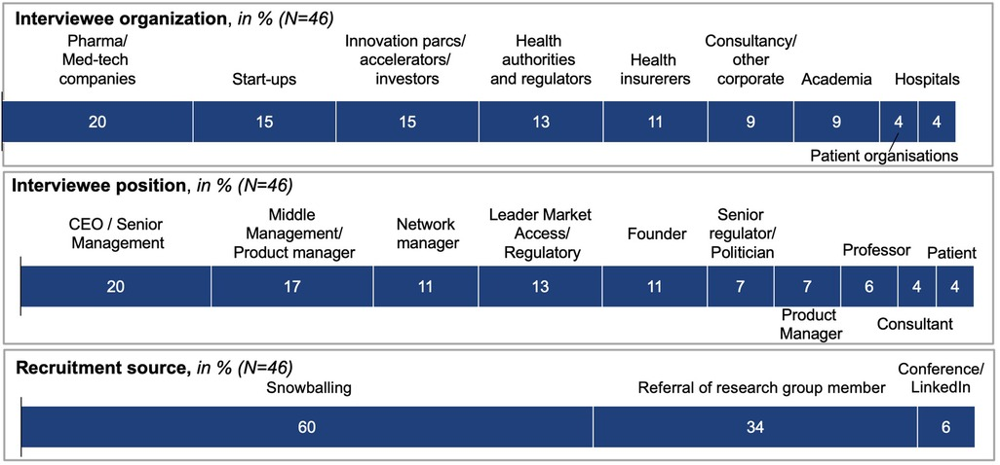 Interviewee organization, in % (N=46)
Pharma/
Med-tech
companies
Start-ups
Innovation parcs/
accelerators/
investors
Health
authorities
and regulators
Health
insurerers
Consultancy/
other
corporate
Academia
Hospitals
20 15 15 13 11 9 9 4 4
Patient organisations
Interviewee position, in % (N=46)
CEO / Senior
Management
Middle
Management/
Product manager
Network
manager
Leader Market
Access/
Regulatory
Founder
Senior
regulator/
Politician
Professor
Patient
20 17 11 13 11 7 7 6 4 4
Product
Manager
Consultant
Recruitment source, in % (N=46)
Snowballing
Referral of research group member
Conference/
LinkedIn
60 34 6